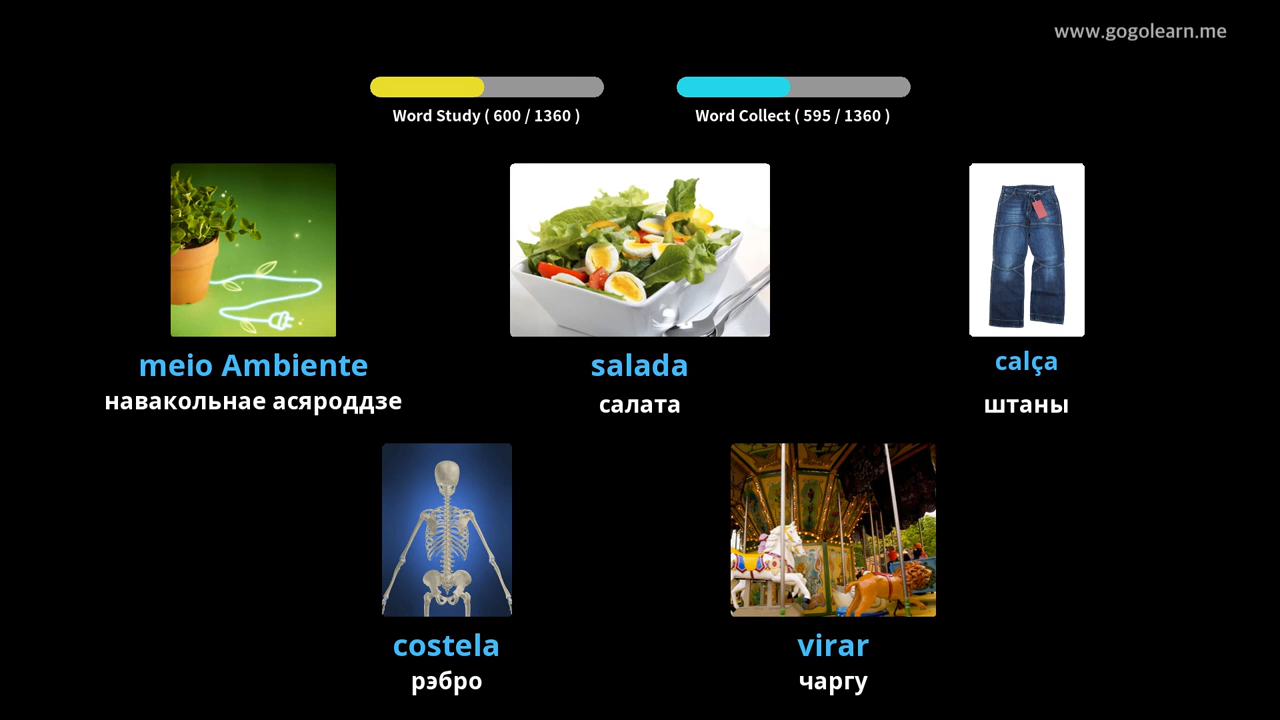 www.gogolearn.me
Word Study ( 600 / 1360 )
Word Collect ( 595 / 1360 )
meio Ambiente
навакольнае асяроддзе
salada
салата
calça
штаны
costela
рэбро
virar
чаргу